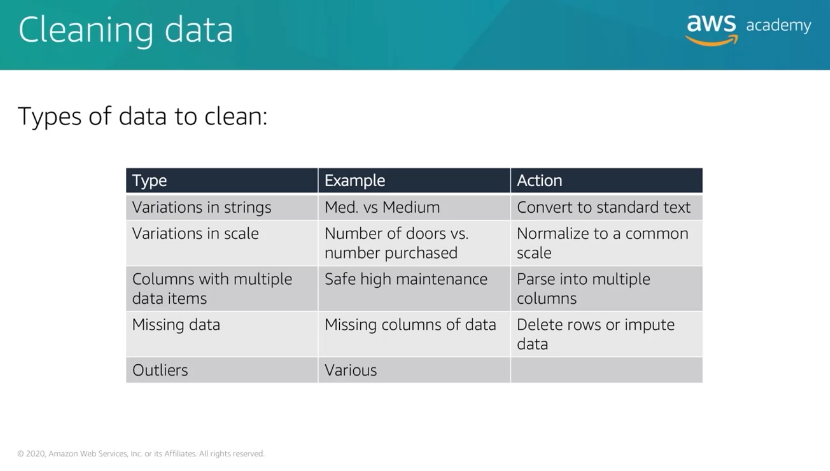 Cleaning data
aws academy
Types of data to clean:
Type Example Action
Variations in strings Med. vs Medium Convert to standard text
Variations in scale Number of doors vs. number purchased Normalize to a common scale
Columns with multiple data items Safe high maintenance Parse into multiple columns
Missing data Missing columns of data Delete rows or impute data
Outliers Various
© 2020, Amazon Web Services, Inc. or its Affiliates. All rights reserved.